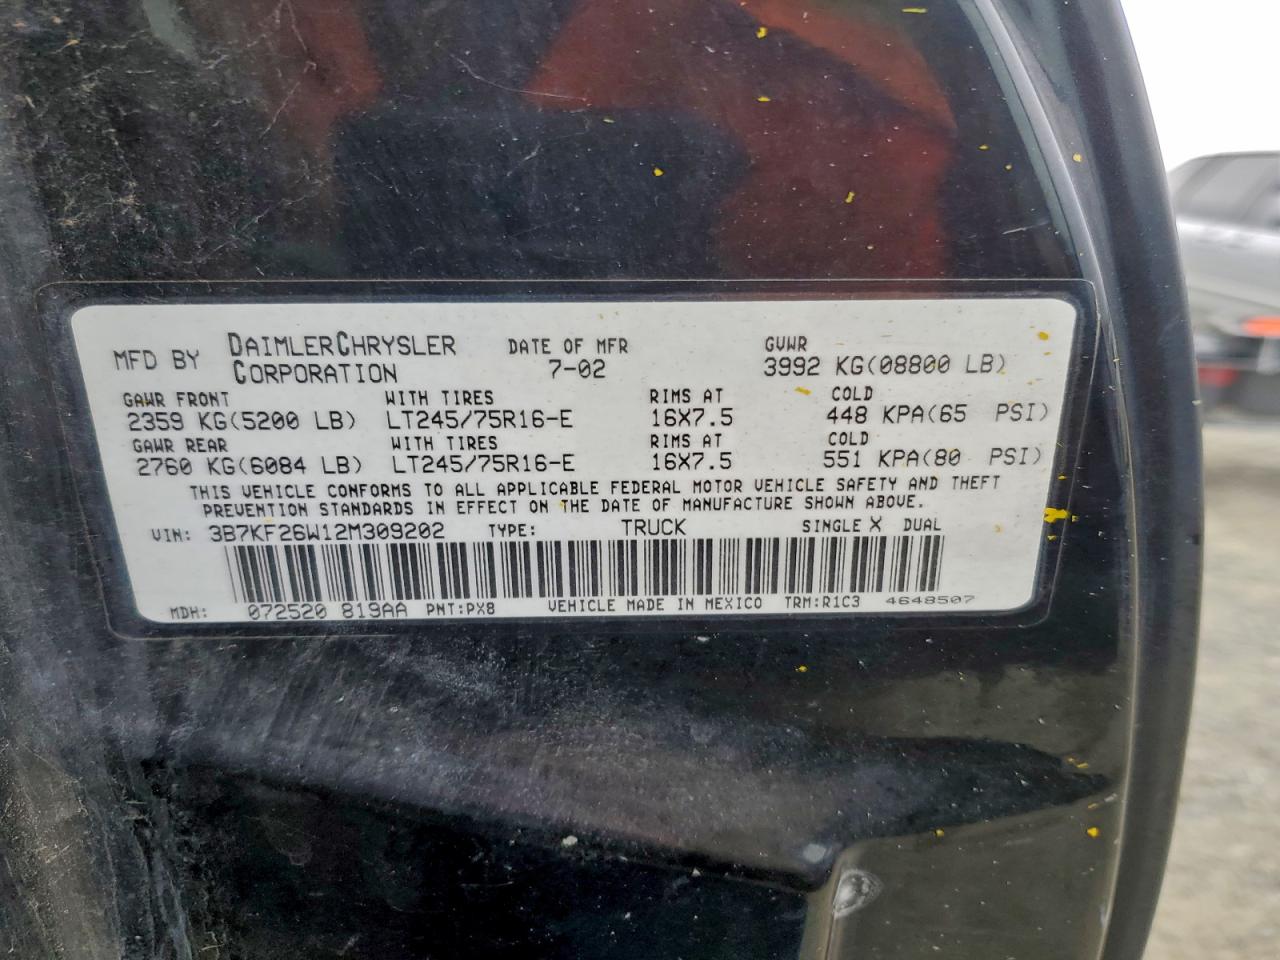 MFD BY DAIMLERCHRYSLER CORPORATION DATE OF MFR 7-02 GVWR 3992 KG(08800 LB)
GAWR FRONT WITH TIRES RIMS AT COLD
2359 KG(5200 LB) LT245/75R16-E 16X7.5 448 KPA(65 PSI)
GAWR REAR WITH TIRES RIMS AT COLD
2760 KG(6084 LB) LT245/75R16-E 16X7.5 551 KPA(80 PSI)
THIS VEHICLE CONFORMS TO ALL APPLICABLE FEDERAL MOTOR VEHICLE SAFETY AND THEFT
PREVENTION STANDARDS IN EFFECT ON THE DATE OF MANUFACTURE SHOWN ABOVE.
VIN: 3B7KF26W12M309202 TYPE: TRUCK SINGLE X DUAL
MDH: 072520 819AA PNT:PX8 VEHICLE MADE IN MEXICO TRM:R1C3 4648507